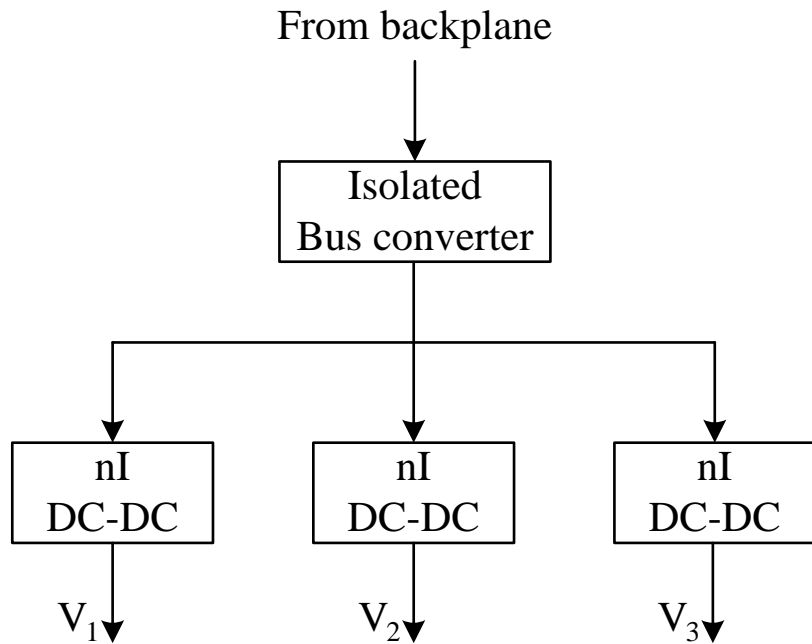 From backplane
Isolated
Bus converter
nI
DC-DC
nI
DC-DC
nI
DC-DC
V₁
V₂
V₃